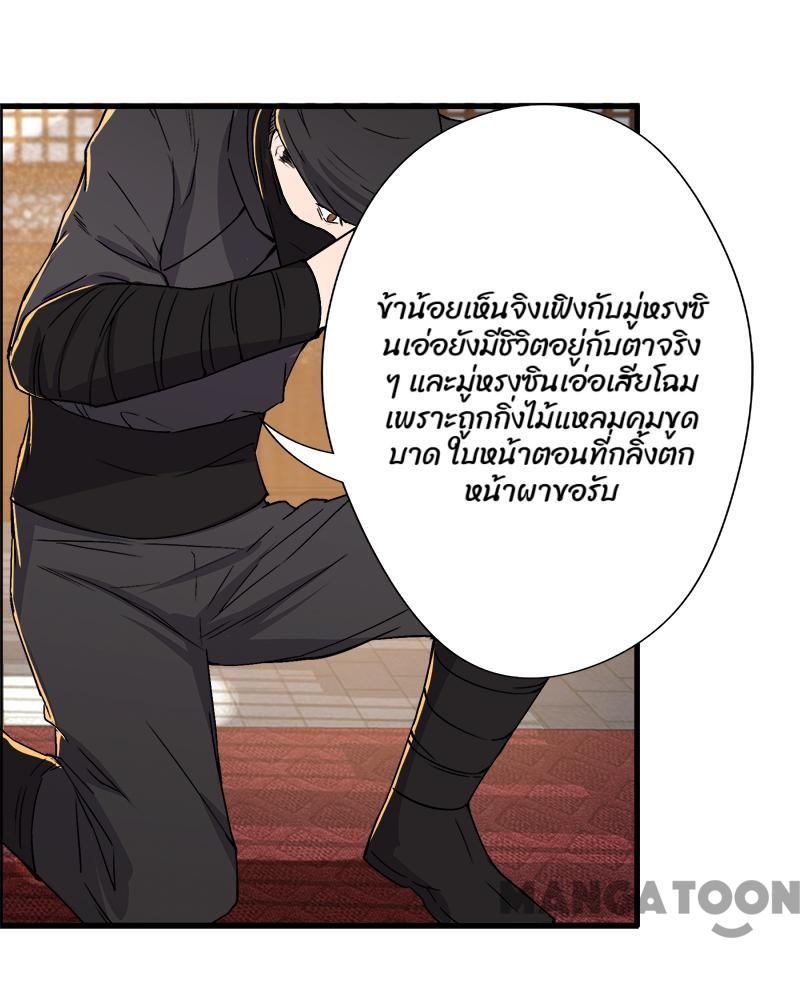 ข้าน้อยเห็นจิงเฟิงกับมู่หรงซิ
นเอ่อยังมีชีวิตอยู่กับตาจริง
ๆ และมู่หรงซินเอ่อเสียโฉม
เพราะถูกกิ่งไม้แหลมคมขูด
บาด ใบหน้าตอนที่กลิ้งตก
หน้าผาขอรับ
MANGATOON